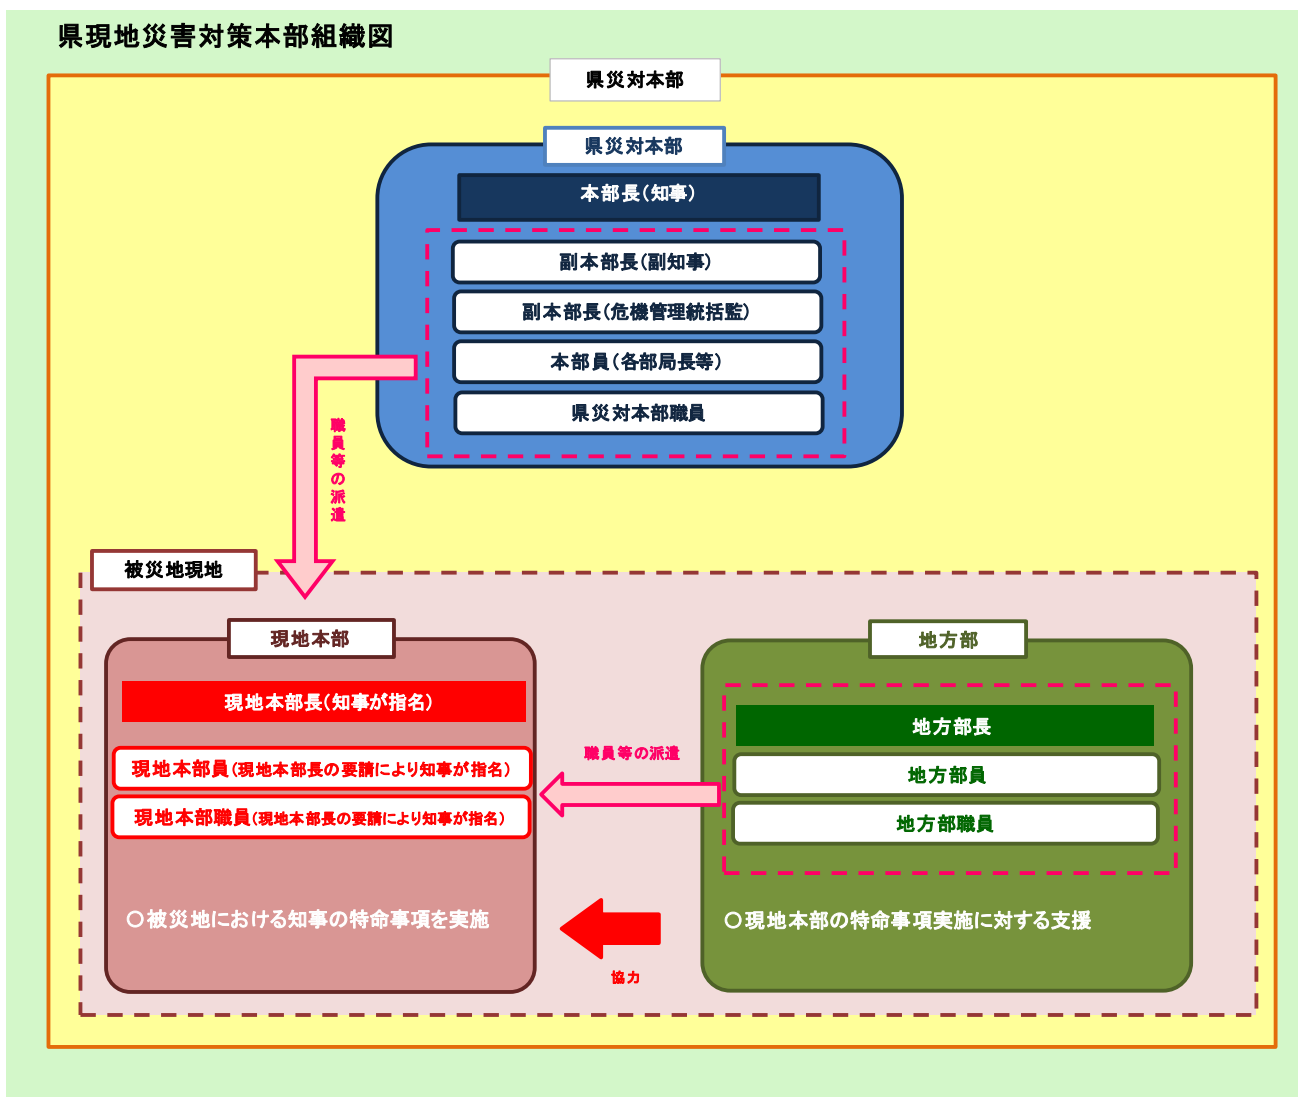 県現地災害対策本部組織図
県災対本部
県災対本部
本部長(知事)
副本部長(副知事)
副本部長(危機管理統括監)
本部員(各部局長等)
県災対本部職員
職員等の派遣
被災地現地
現地本部
現地本部長(知事が指名)
現地本部員(現地本部長の要請により知事が指名)
現地本部職員(現地本部長の要請により知事が指名)
○被災地における知事の特命事項を実施
職員等の派遣
協力
地方部
地方部長
地方部員
地方部職員
○現地本部の特命事項実施に対する支援